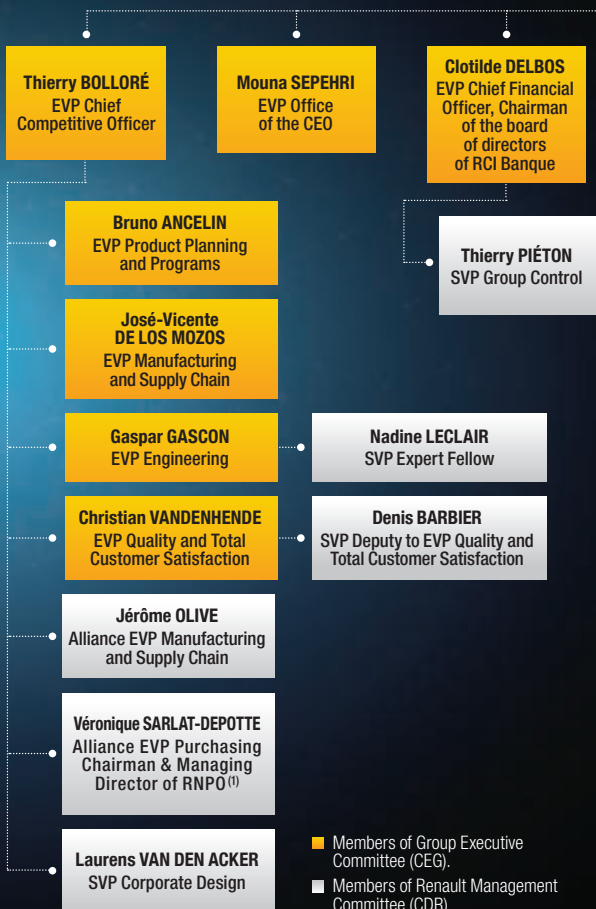 Thierry BOLLORÉ
EVP Chief
Competitive Officer
Mouna SEPEHRI
EVP Office
of the CEO
Clotilde DELBOS
EVP Chief Financial
Officer, Chairman
of the board
of directors
of RCI Banque
Bruno ANCELIN
EVP Product Planning
and Programs
Thierry PIÉTON
SVP Group Control
José-Vicente
DE LOS MOZOS
EVP Manufacturing
and Supply Chain
Gaspar GASCON
EVP Engineering
Nadine LECLAIR
SVP Expert Fellow
Christian VANDENHENDE
EVP Quality and Total
Customer Satisfaction
Denis BARBIER
SVP Deputy to EVP Quality and
Total Customer Satisfaction
Jérôme OLIVE
Alliance EVP Manufacturing
and Supply Chain
Véronique SARLAT-DEPOTTE
Alliance EVP Purchasing
Chairman & Managing
Director of RNPO (1)
Laurens VAN DEN ACKER
SVP Corporate Design
Members of Group Executive
Committee (CEG).
Members of Renault Management
Committee (CDR)